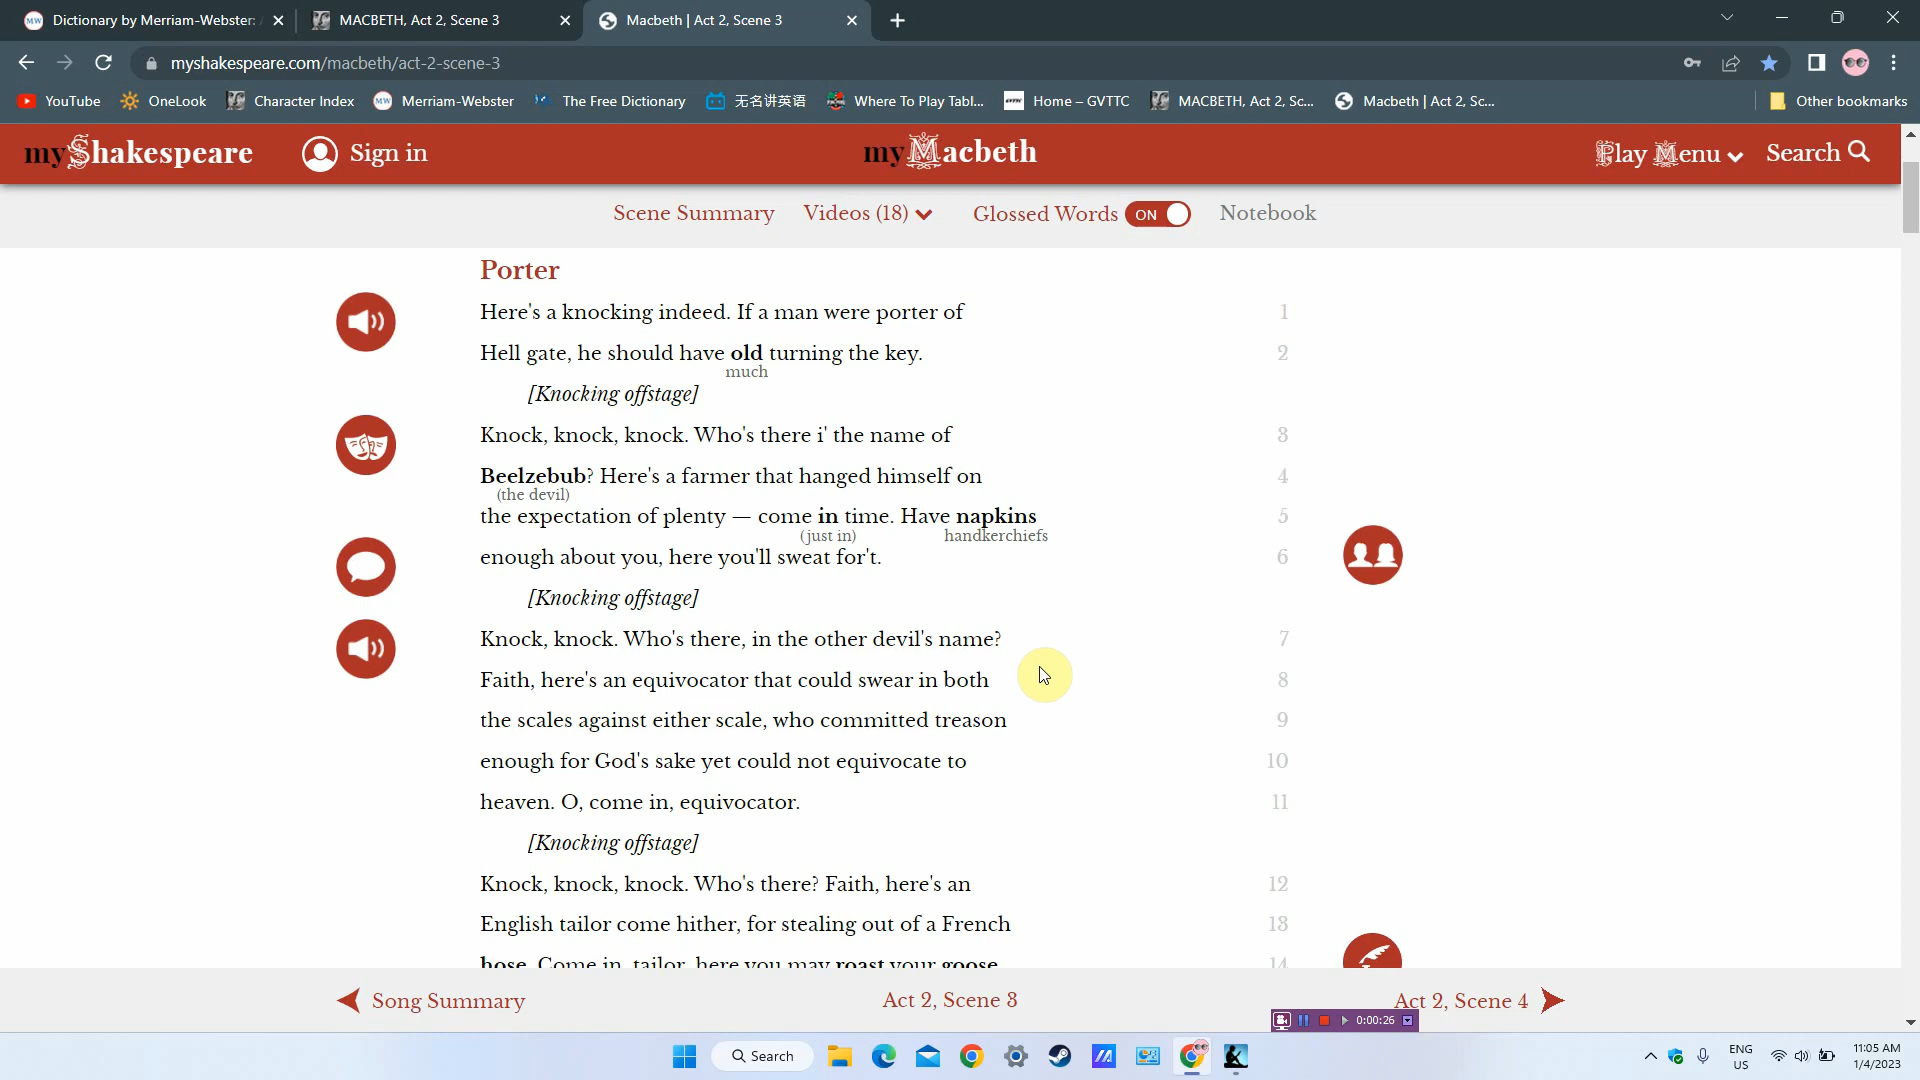 Dictionary by Merriam-Webster:
MACBETH, Act 2, Scene 3
Macbeth | Act 2, Scene 3
myshakespeare.com/macbeth/act-2-scene-3
YouTube
OneLook
Character Index
Merriam-Webster
The Free Dictionary
无名讲英语
Where To Play Tabl...
Home – GVTTC
MACBETH, Act 2, Sc...
Macbeth | Act 2, Sc...
Other bookmarks
myShakespeare
Sign in
myMacbeth
Play Menu
Search
Scene Summary
Videos (18)
Glossed Words ON
Notebook
Porter
Here's a knocking indeed. If a man were porter of 1
Hell gate, he should have old turning the key. 2
much
[Knocking offstage]
Knock, knock, knock. Who's there i' the name of 3
Beelzebub? Here's a farmer that hanged himself on 4
(the devil)
the expectation of plenty — come in time. Have napkins 5
(just in) handkerchiefs
enough about you, here you'll sweat for't. 6
[Knocking offstage]
Knock, knock. Who's there, in the other devil's name? 7
Faith, here's an equivocator that could swear in both 8
the scales against either scale, who committed treason 9
enough for God's sake yet could not equivocate to 10
heaven. O, come in, equivocator. 11
[Knocking offstage]
Knock, knock, knock. Who's there? Faith, here's an 12
English tailor come hither, for stealing out of a French 13
hose. Come in, tailor, here you may roast your goose. 14
Song Summary
Act 2, Scene 3
Act 2, Scene 4
0:00:26
Search
ENG
US
11:05 AM
1/4/2023